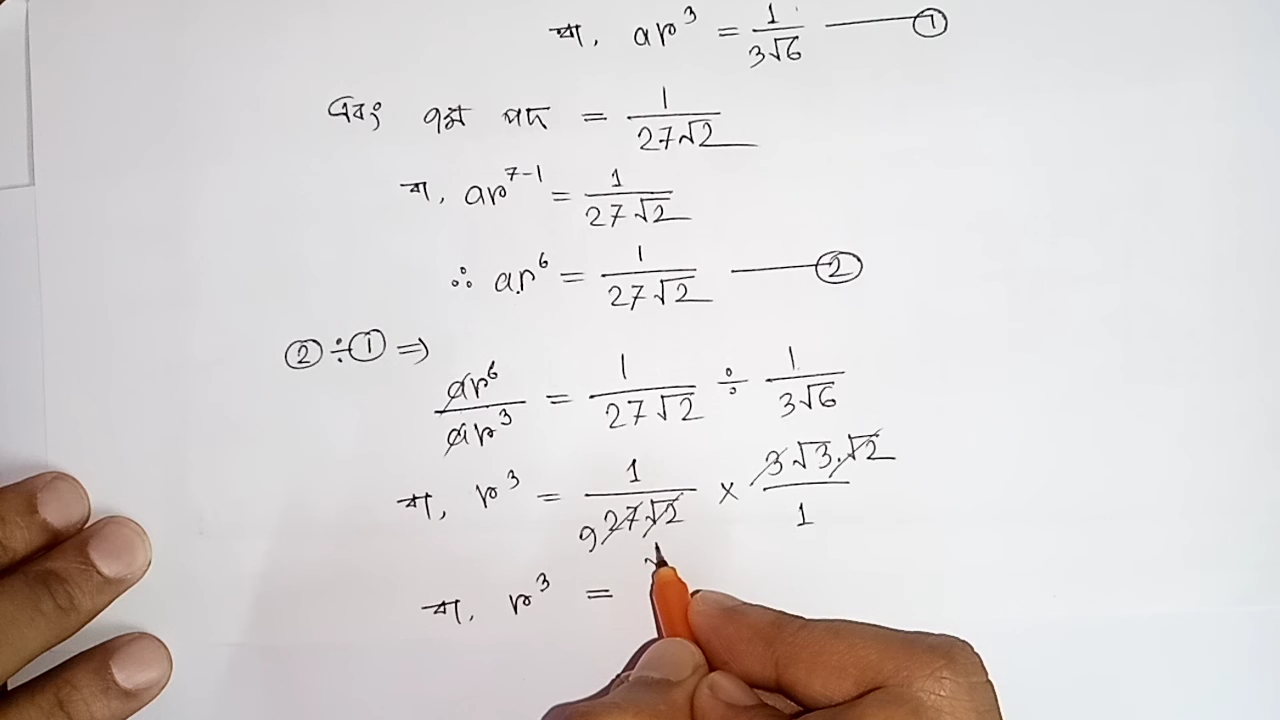 বা, ar³ = 1/3√6 ——— ①
এবং ৭ম পদ = 1/27√2
বা, ar⁷⁻¹ = 1/27√2
∴ ar⁶ = 1/27√2 ——— ②
② ÷ ① ⇒
ar⁶/ar³ = 1/27√2 ÷ 1/3√6
বা, r³ = 1/27√2 × 3√3.√2/1
9
বা, r³ =